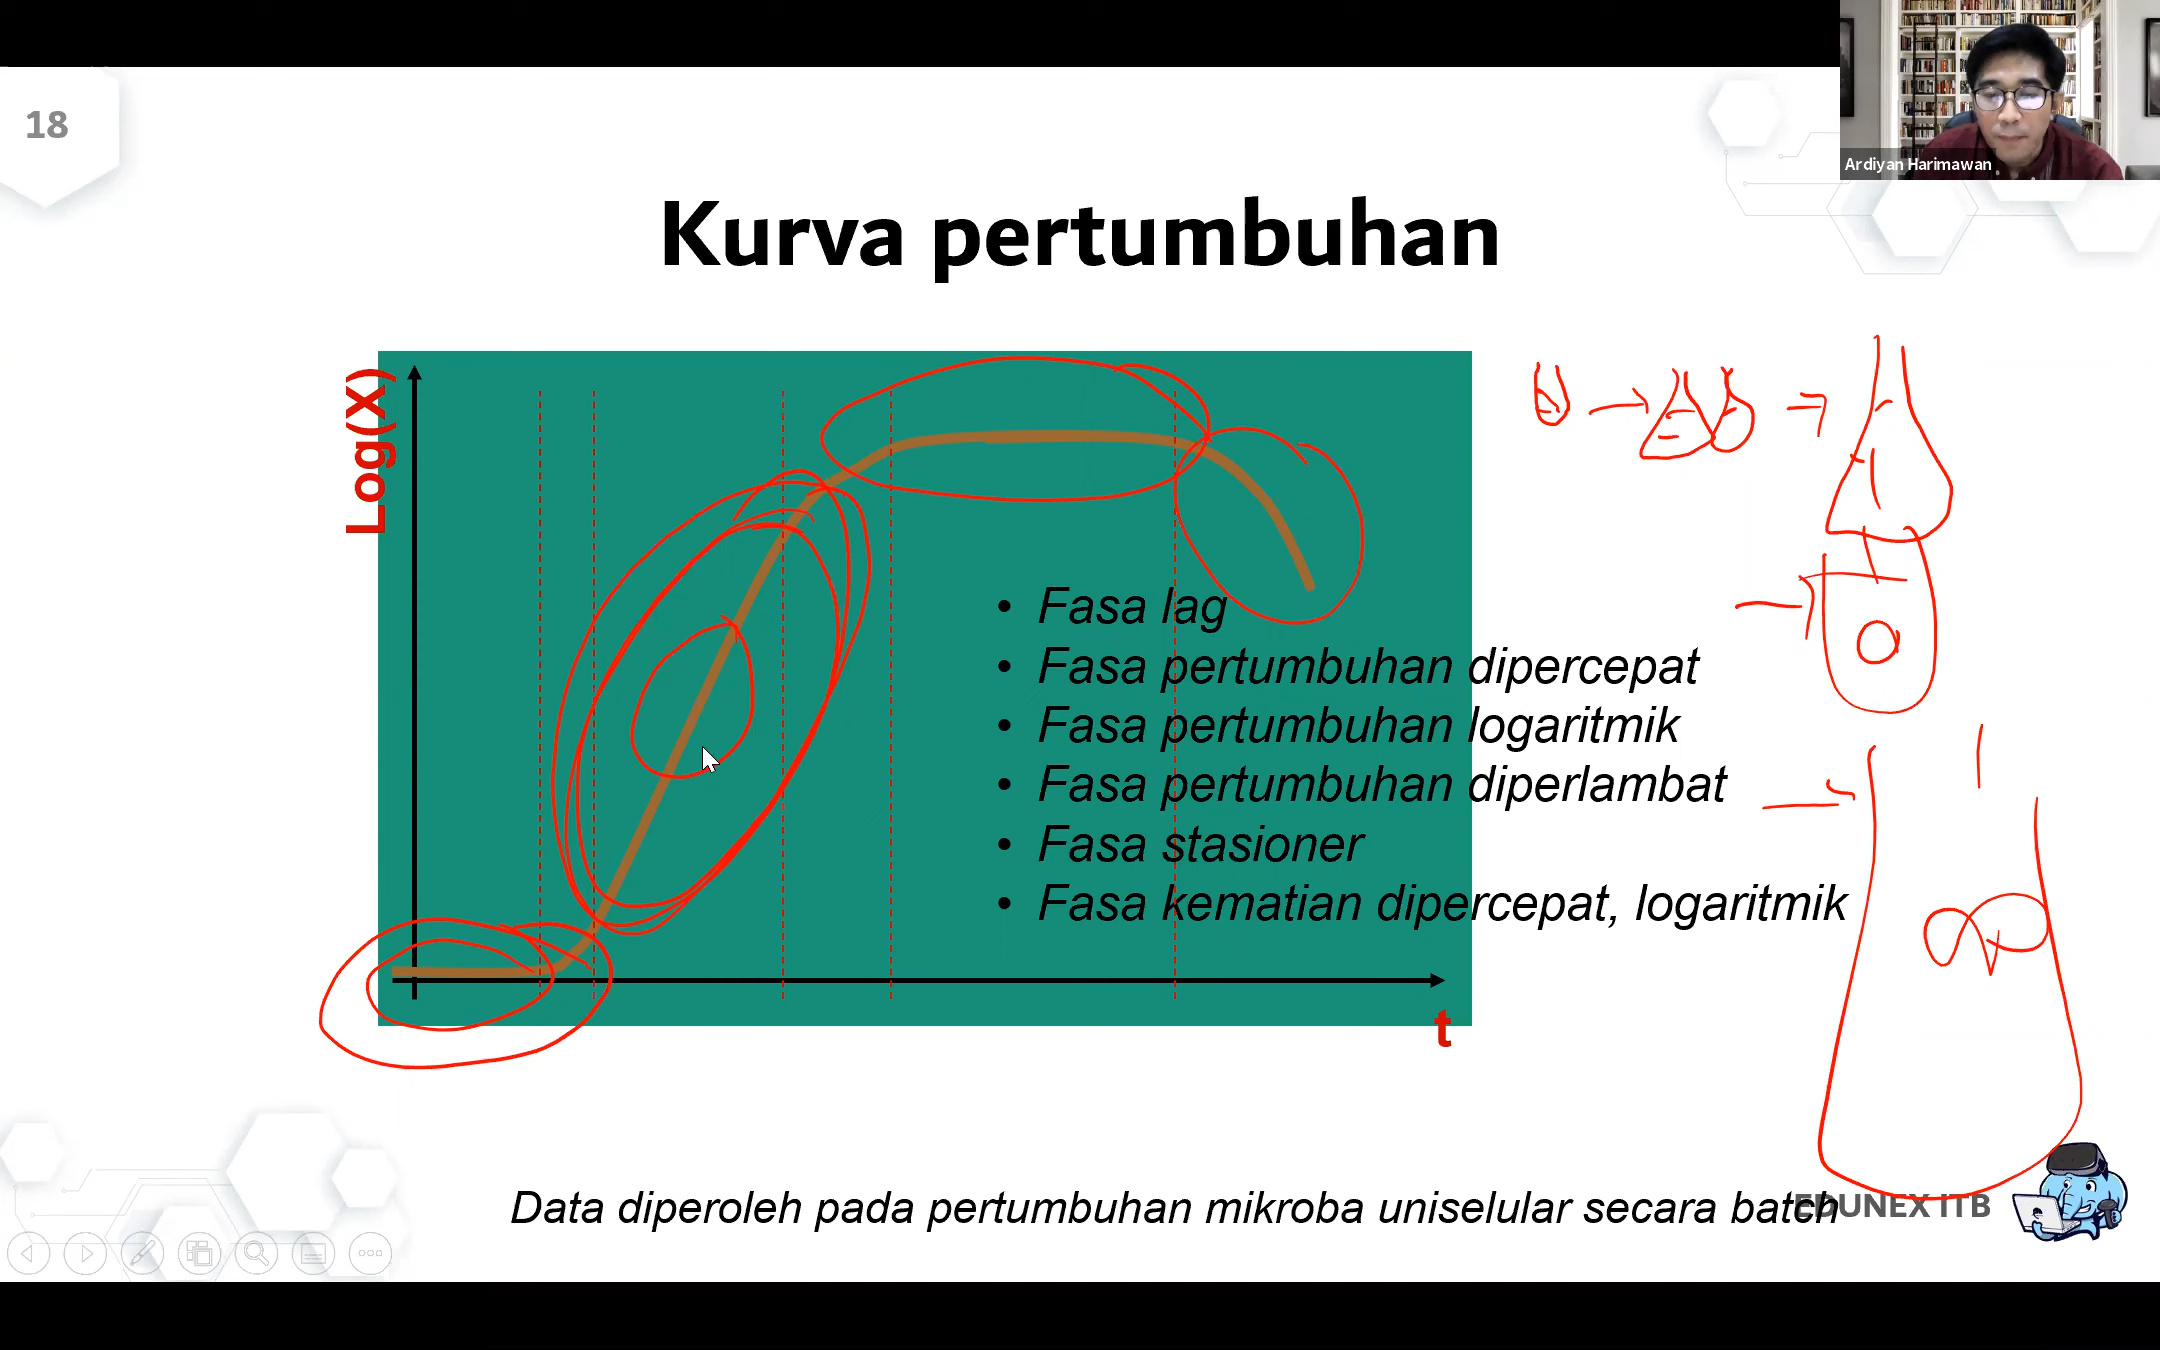 Ardiyan Harimawan
18
Kurva pertumbuhan
Log(X)
• Fasa lag
• Fasa pertumbuhan dipercepat
• Fasa pertumbuhan logaritmik
• Fasa pertumbuhan diperlambat
• Fasa stasioner
• Fasa kematian dipercepat, logaritmik
t
Data diperoleh pada pertumbuhan mikroba uniselular secara batch
EDUNEX ITB